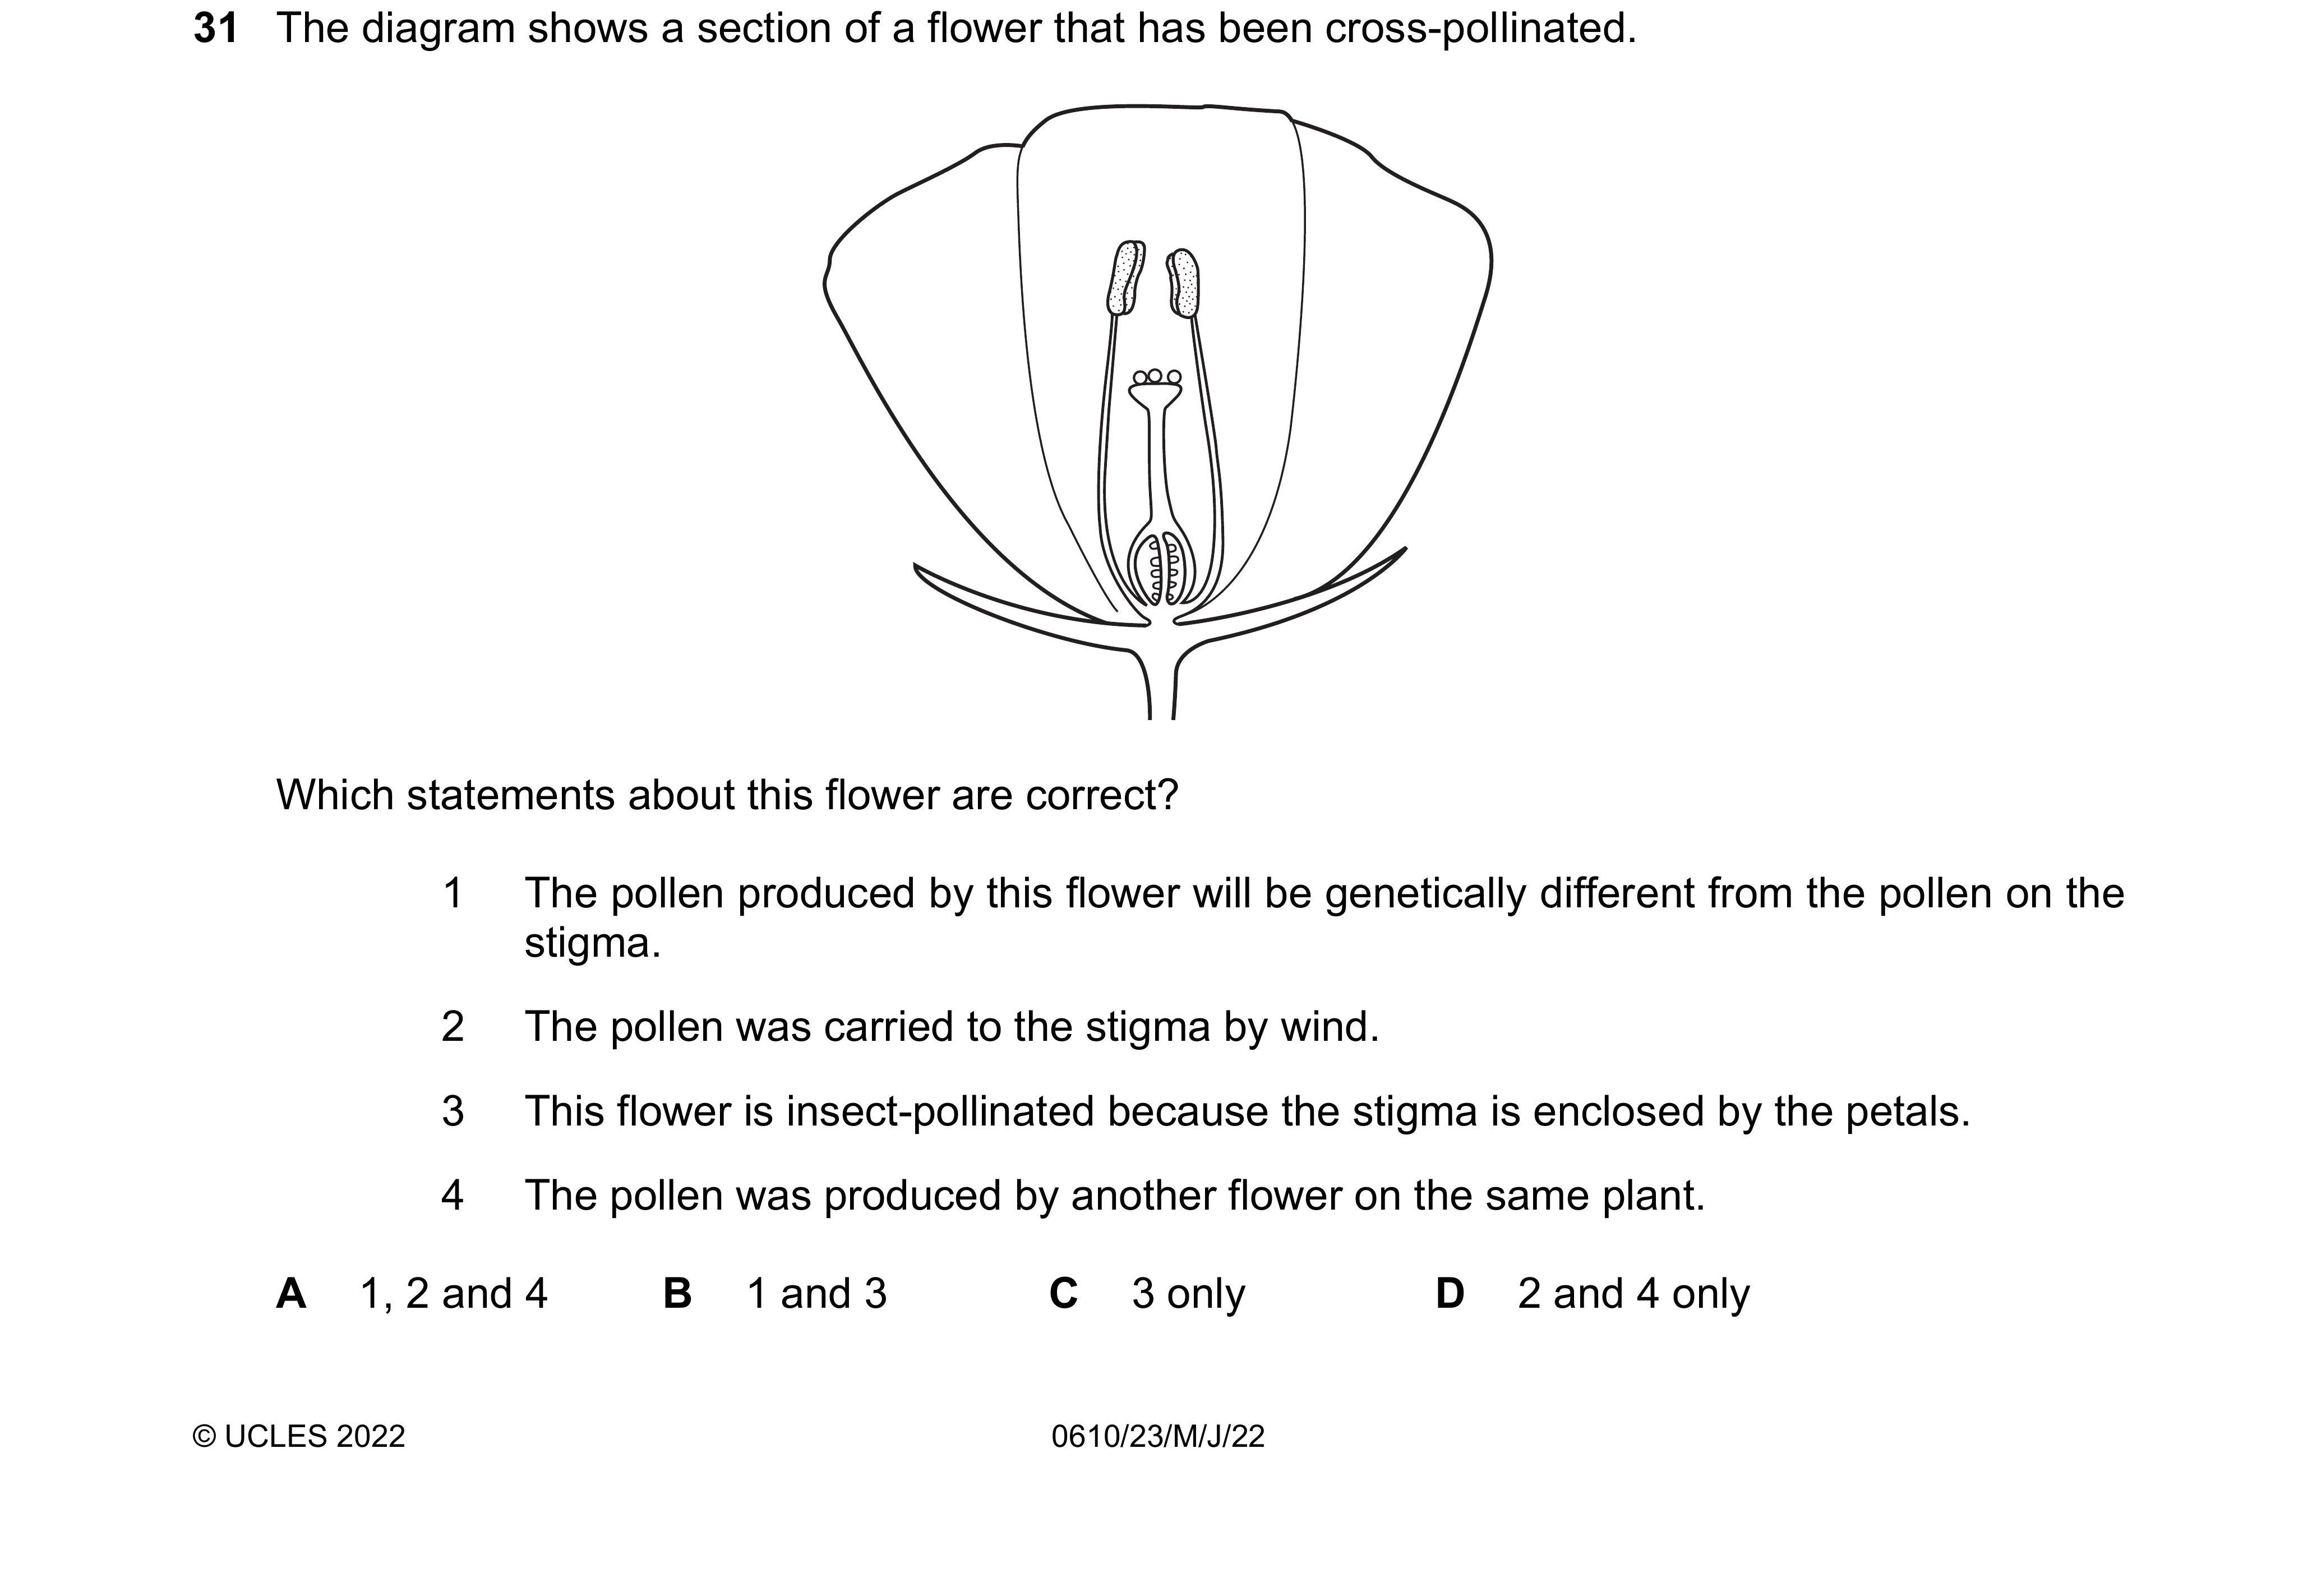 31 The diagram shows a section of a flower that has been cross-pollinated.
Which statements about this flower are correct?
1 The pollen produced by this flower will be genetically different from the pollen on the
stigma.
2 The pollen was carried to the stigma by wind.
3 This flower is insect-pollinated because the stigma is enclosed by the petals.
4 The pollen was produced by another flower on the same plant.
A 1, 2 and 4 B 1 and 3 C 3 only D 2 and 4 only
© UCLES 2022 0610/23/M/J/22